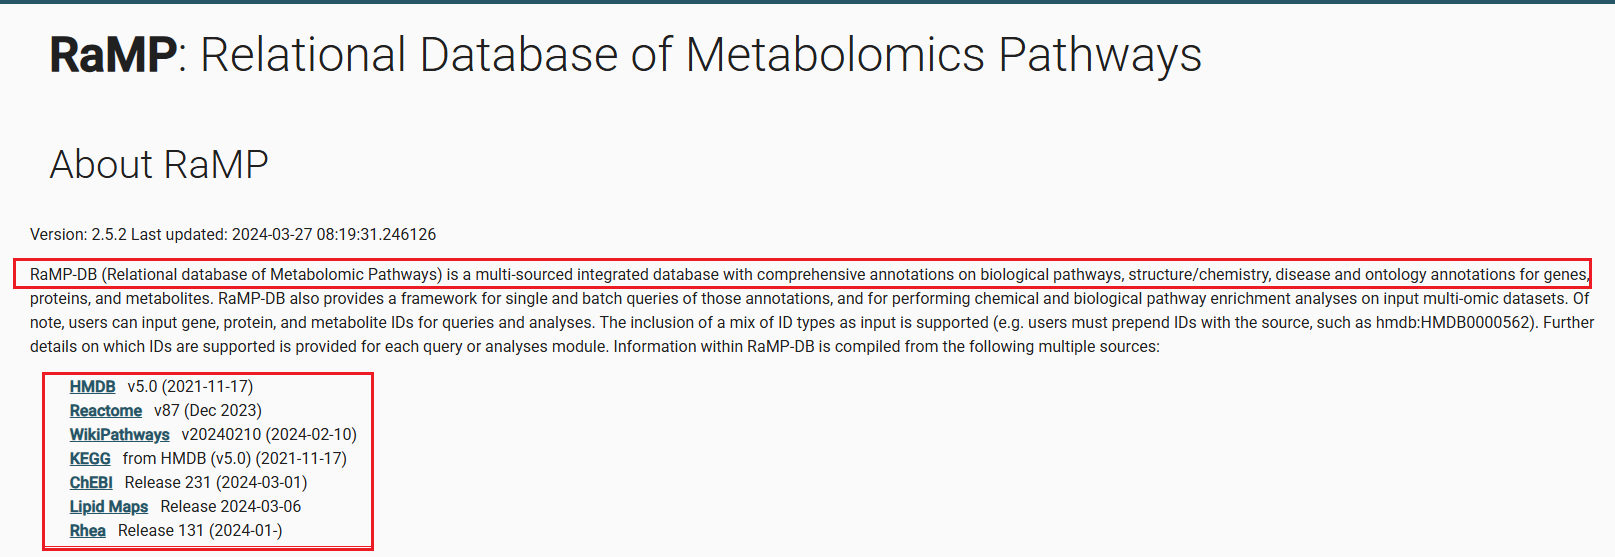 RaMP: Relational Database of Metabolomics Pathways
About RaMP
Version: 2.5.2 Last updated: 2024-03-27 08:19:31.246126
RaMP-DB (Relational database of Metabolomic Pathways) is a multi-sourced integrated database with comprehensive annotations on biological pathways, structure/chemistry, disease and ontology annotations for genes,
proteins, and metabolites. RaMP-DB also provides a framework for single and batch queries of those annotations, and for performing chemical and biological pathway enrichment analyses on input multi-omic datasets. Of
note, users can input gene, protein, and metabolite IDs for queries and analyses. The inclusion of a mix of ID types as input is supported (e.g. users must prepend IDs with the source, such as hmdb:HMDB0000562). Further
details on which IDs are supported is provided for each query or analyses module. Information within RaMP-DB is compiled from the following multiple sources:
HMDB v5.0 (2021-11-17)
Reactome v87 (Dec 2023)
WikiPathways v20240210 (2024-02-10)
KEGG from HMDB (v5.0) (2021-11-17)
ChEBI Release 231 (2024-03-01)
Lipid Maps Release 2024-03-06
Rhea Release 131 (2024-01-)